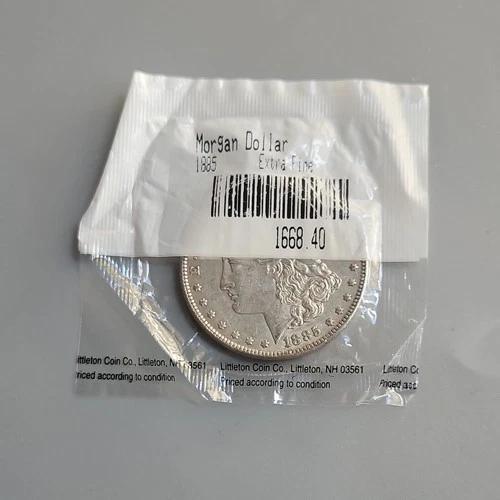 Morgan Dollar
1885 Extra Fine
1668.40
1885
Littleton Coin Co., Littleton, NH 03561 Littleton Coin Co., Littleton, NH 03561 Littleton Co
Priced according to condition Priced according to condition Priced acc